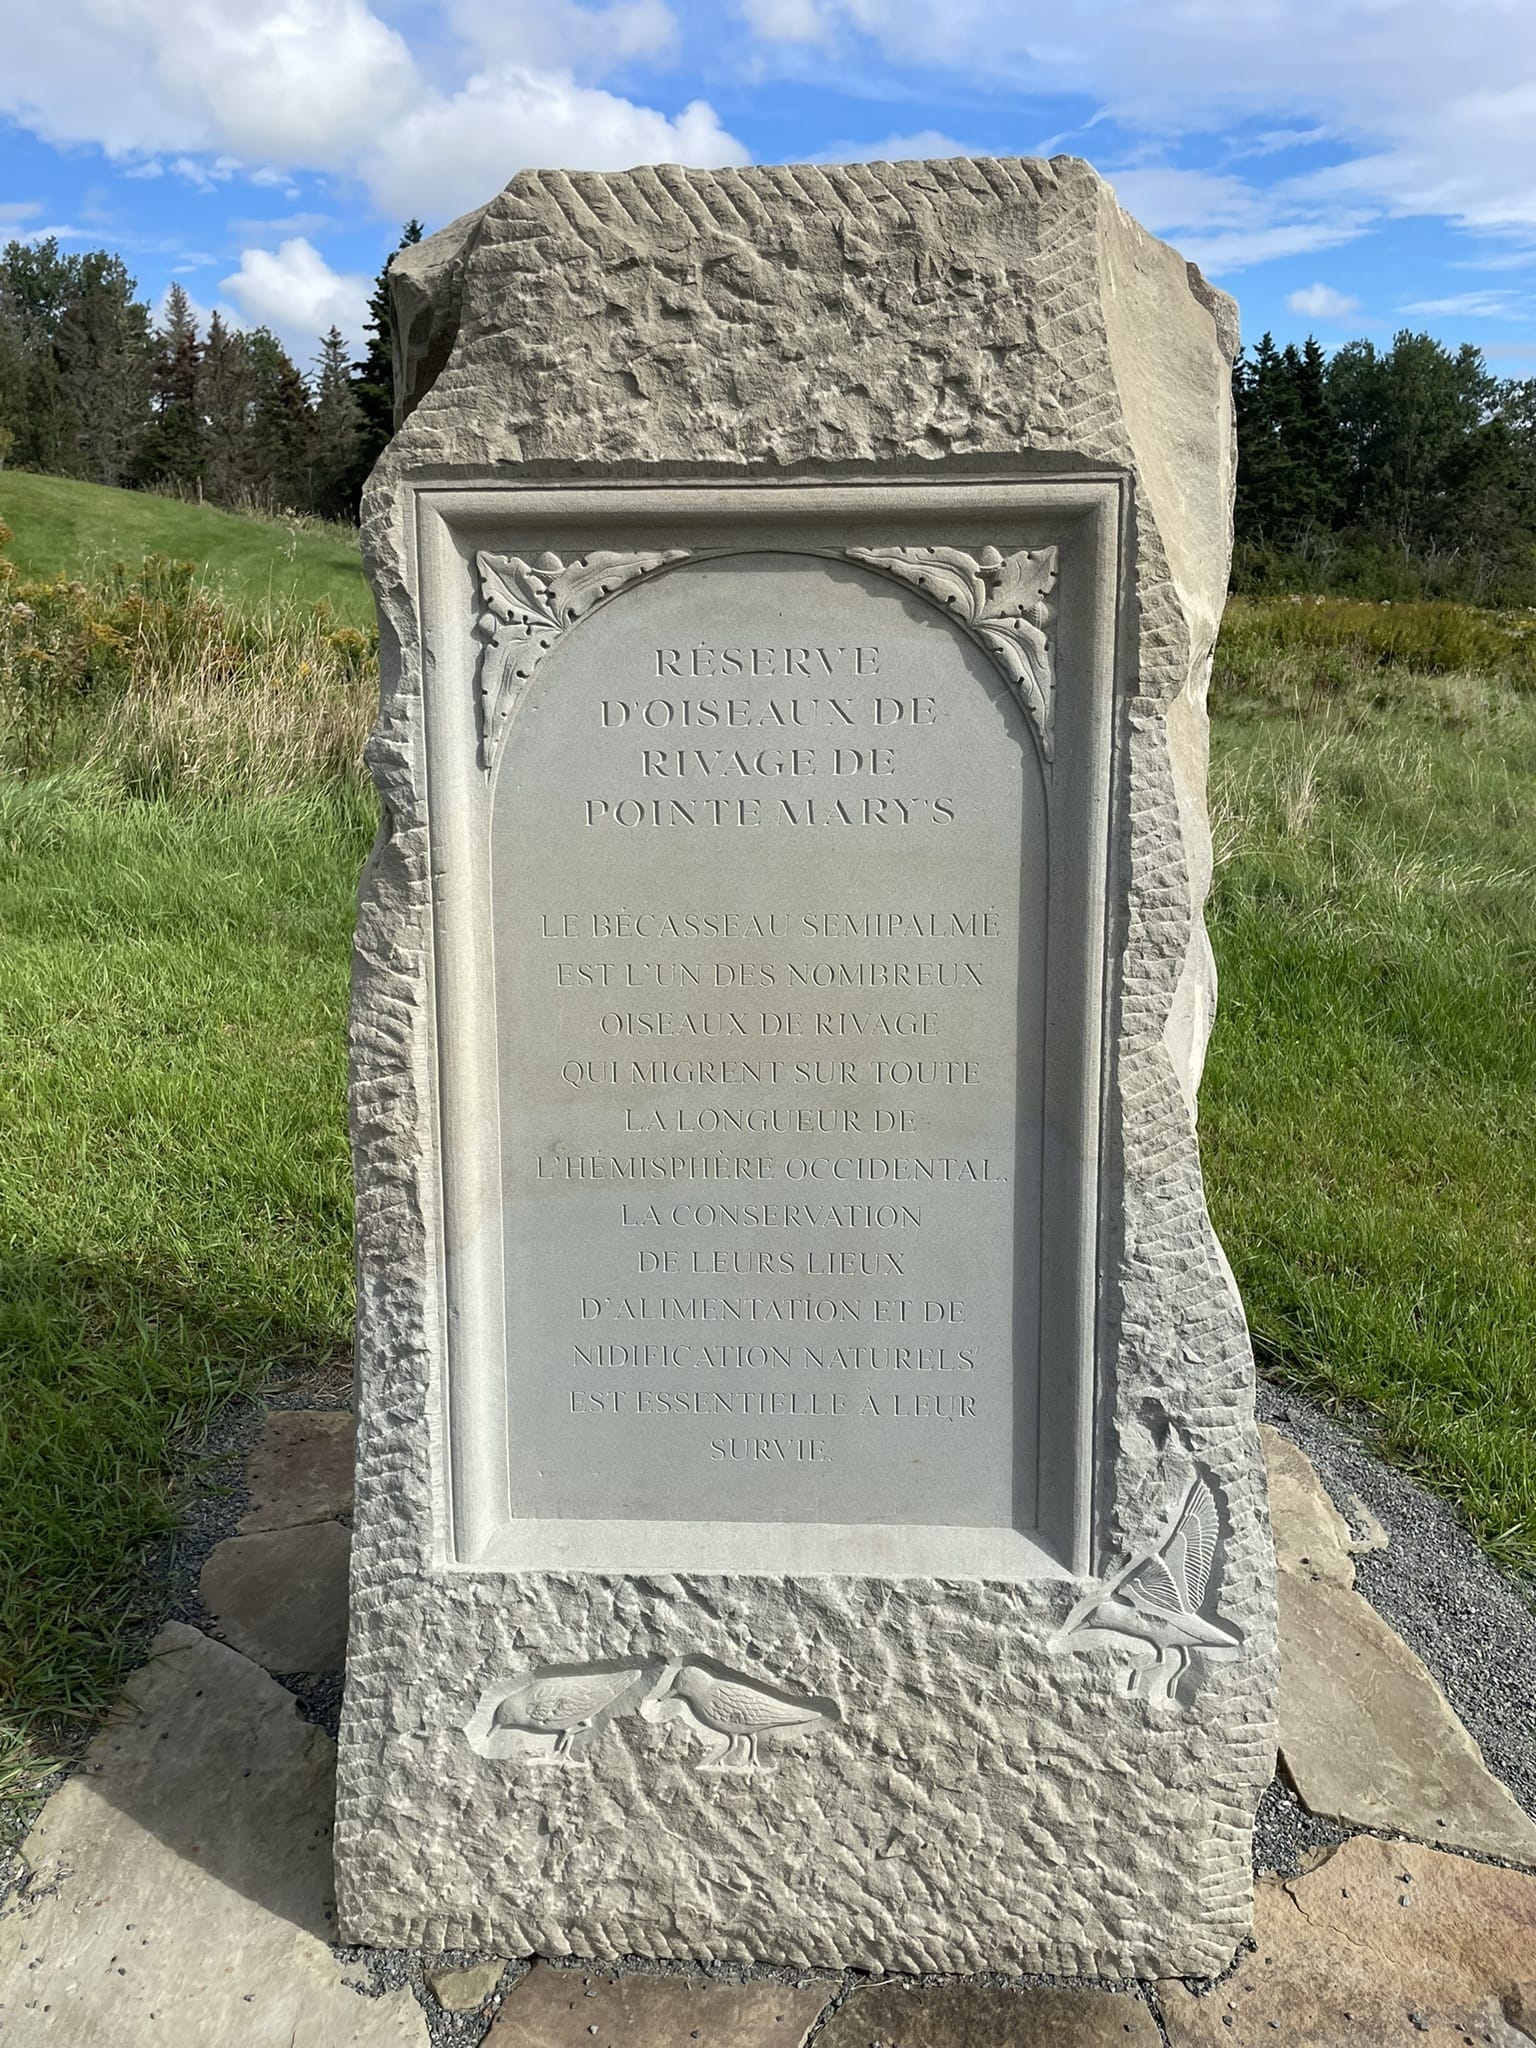 RÉSERVE
D'OISEAUX DE
RIVAGE DE
POINTE MARY'S
LE BÉCASSEAU SEMIPALMÉ
EST L'UN DES NOMBREUX
OISEAUX DE RIVAGE
QUI MIGRENT SUR TOUTE
LA LONGUEUR DE
L'HÉMISPHÈRE OCCIDENTAL.
LA CONSERVATION
DE LEURS LIEUX
D'ALIMENTATION ET DE
NIDIFICATION NATURELS
EST ESSENTIELLE À LEUR
SURVIE.